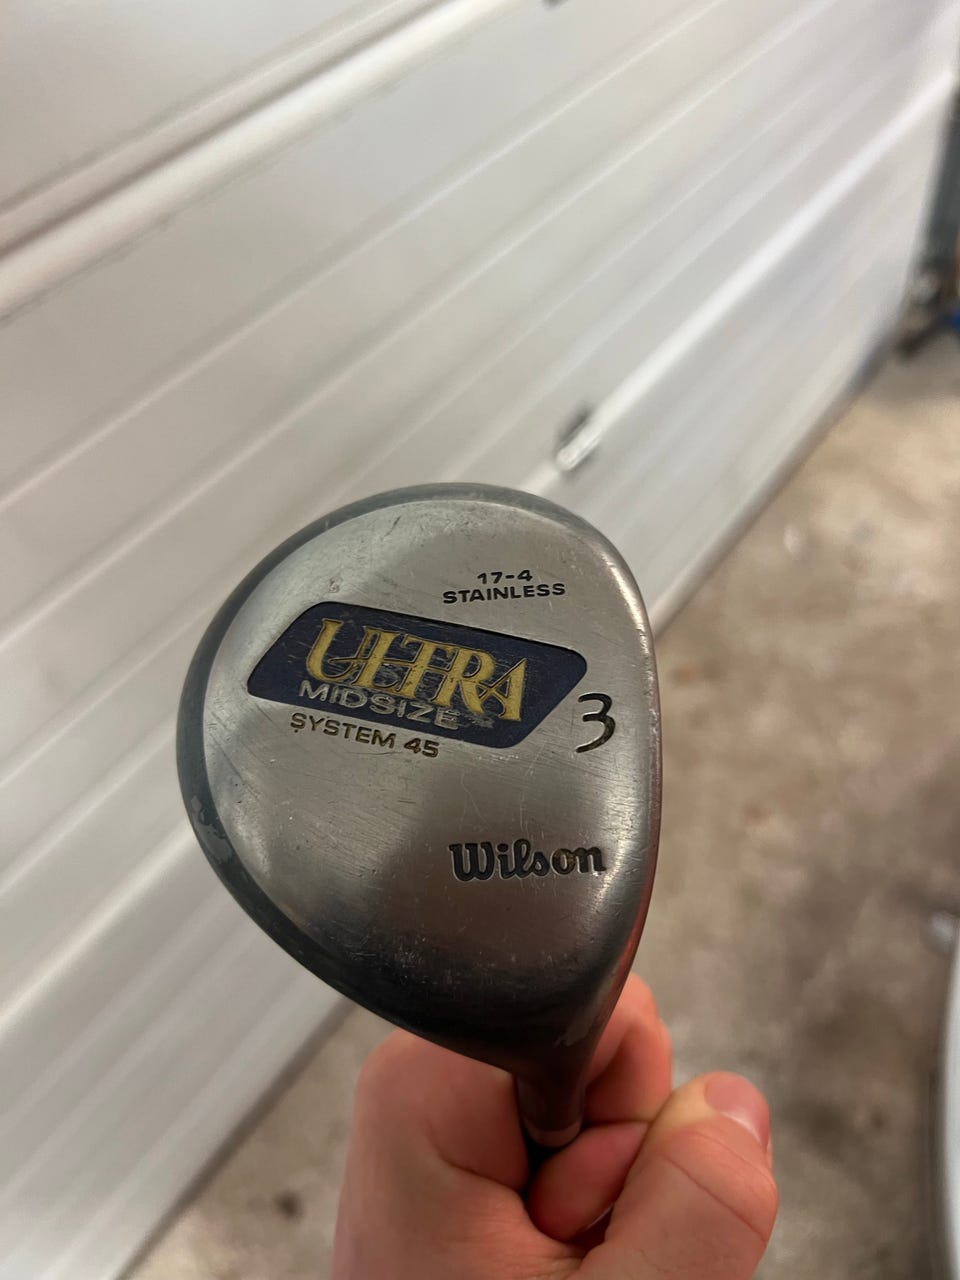 17-4
STAINLESS
ULTRA
MIDSIZE
SYSTEM 45
3
Wilson